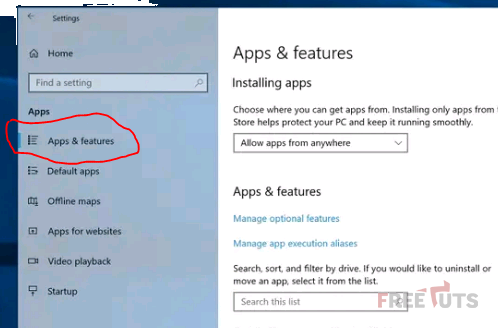 Settings
Home
Find a setting
Apps
Apps & features
Default apps
Offline maps
Apps for websites
Video playback
Startup
Apps & features
Installing apps
Choose where you can get apps from. Installing only apps from
Store helps protect your PC and keep it running smoothly.
Allow apps from anywhere
Apps & features
Manage optional features
Manage app execution aliases
Search, sort, and filter by drive. If you would like to uninstall or
move an app, select it from the list.
Search this list
FREETUTS